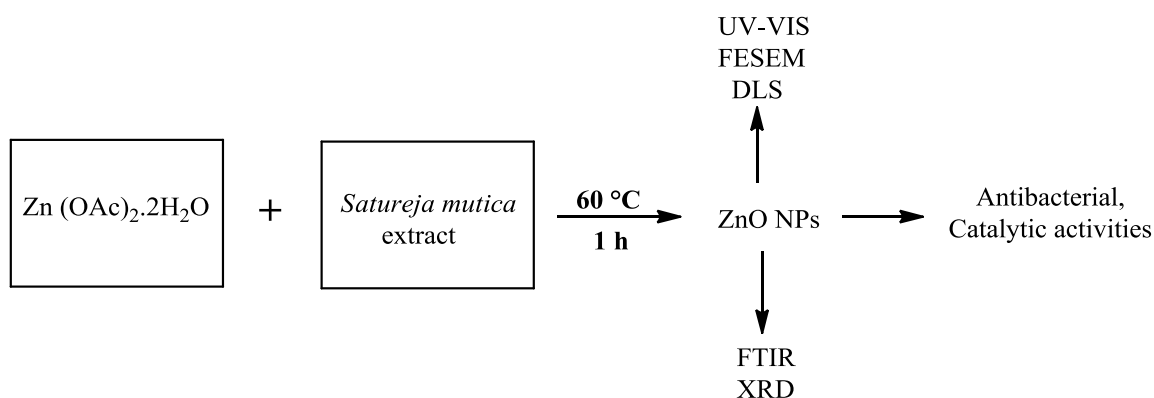 UV-VIS
FESEM
DLS
Zn (OAc)₂.2H₂O
+
Satureja mutica
extract
60 °C
1 h
ZnO NPs
Antibacterial,
Catalytic activities
FTIR
XRD